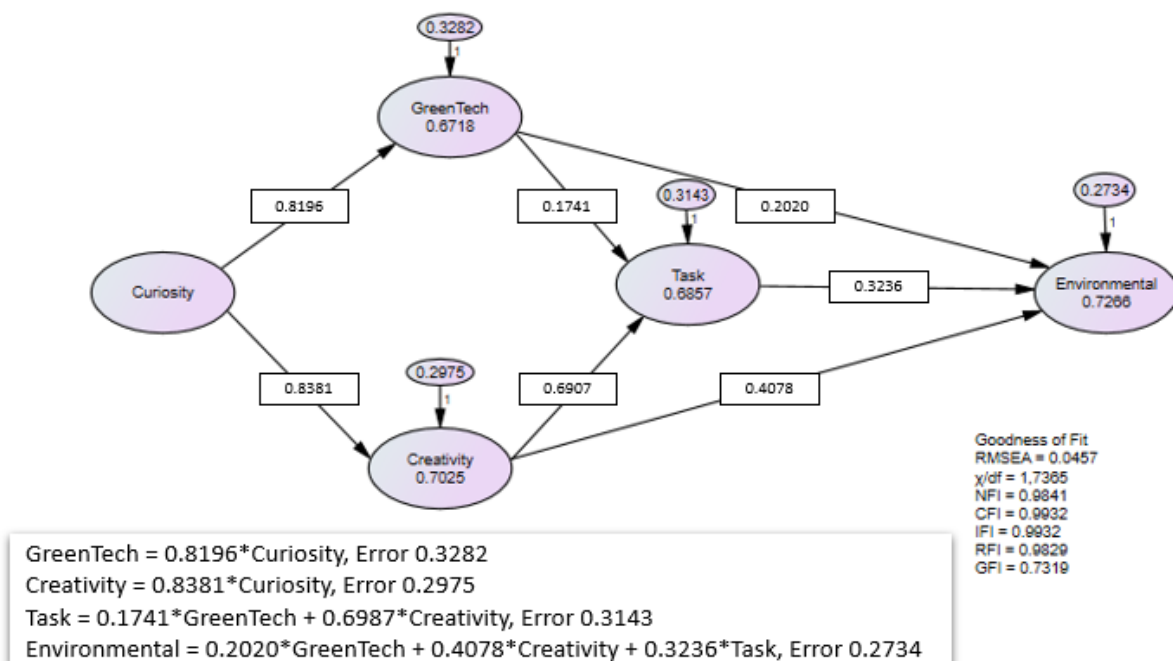 0.3282
1
GreenTech
0.6718
0.8196
0.1741
0.3143
1
0.2020
0.2734
1
Curiosity
Task
0.6857
0.3236
Environmental
0.7266
0.8381
0.2975
1
0.6907
0.4078
Creativity
0.7025
Goodness of Fit
RMSEA = 0.0457
χ/df = 1.7365
NFI = 0.9841
CFI = 0.9932
IFI = 0.9932
RFI = 0.9829
GFI = 0.7319
GreenTech = 0.8196*Curiosity, Error 0.3282
Creativity = 0.8381*Curiosity, Error 0.2975
Task = 0.1741*GreenTech + 0.6987*Creativity, Error 0.3143
Environmental = 0.2020*GreenTech + 0.4078*Creativity + 0.3236*Task, Error 0.2734